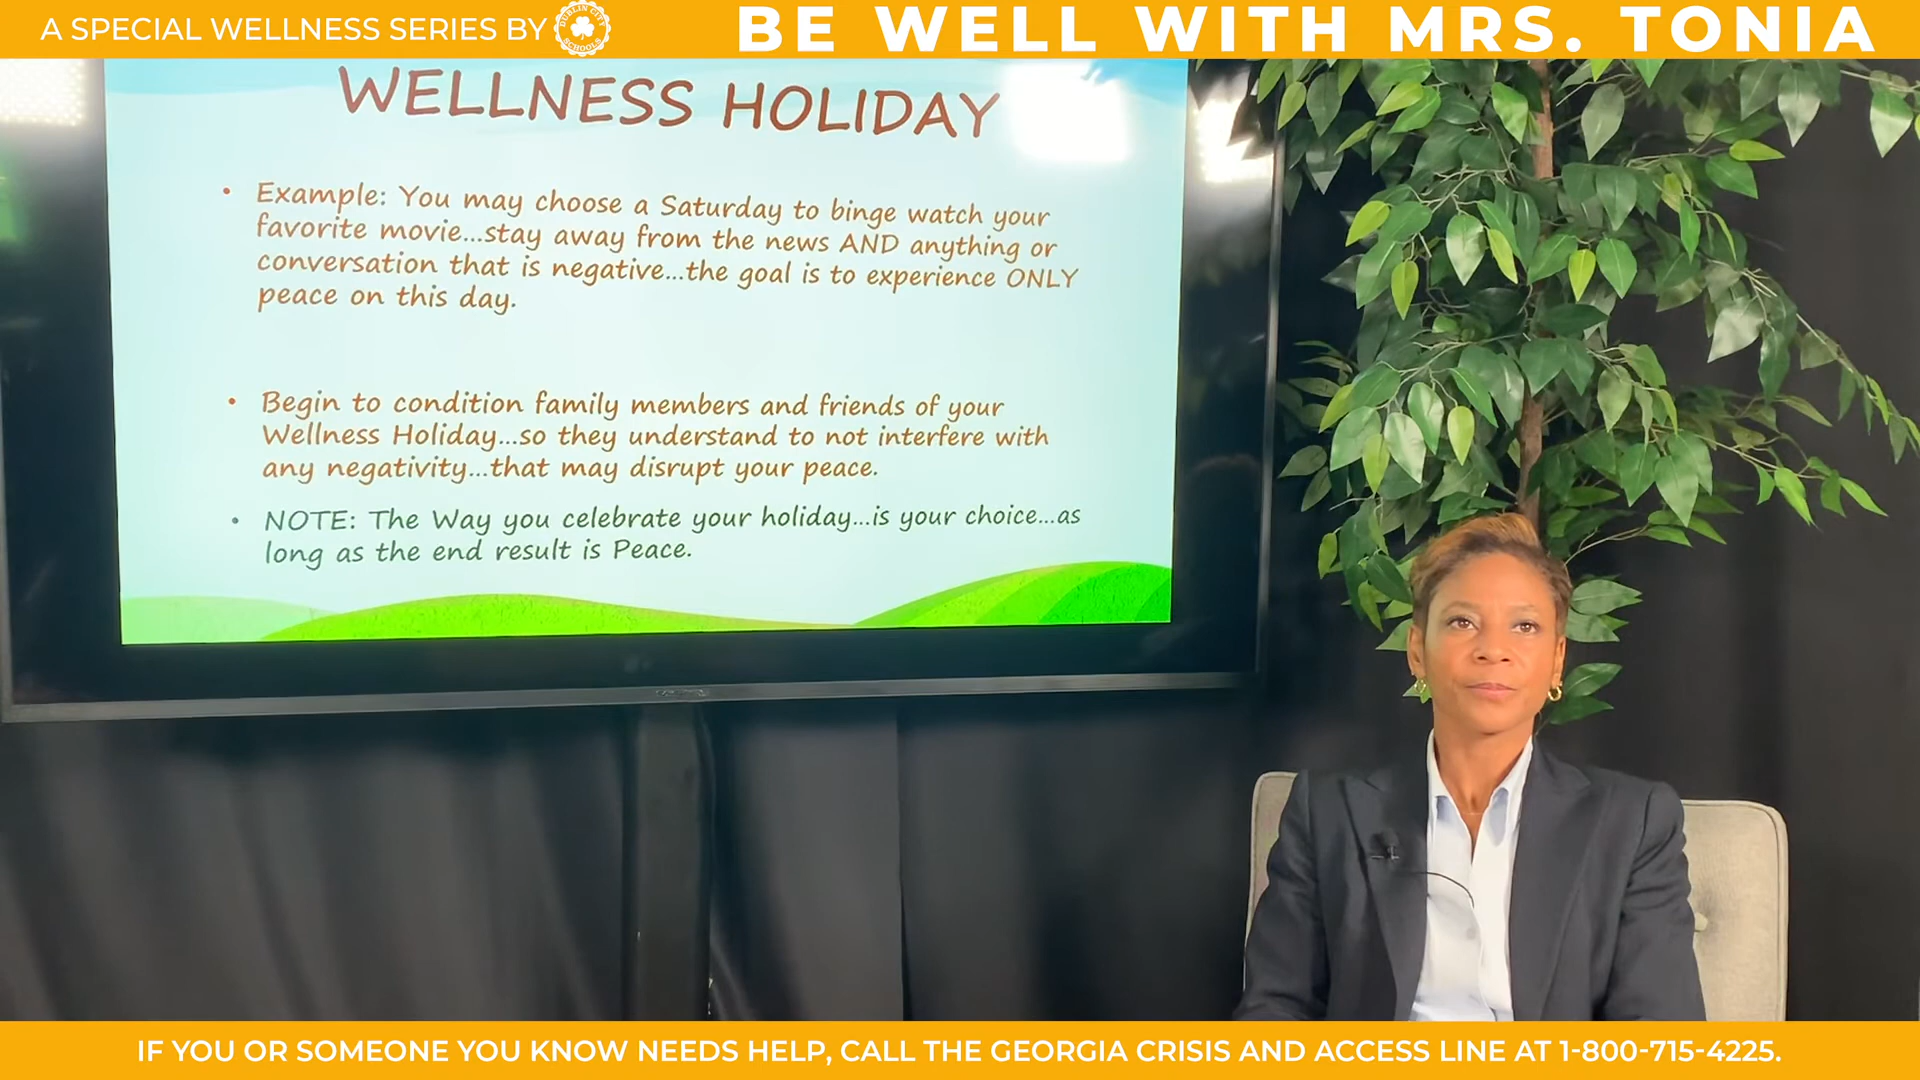 A SPECIAL WELLNESS SERIES BY
DUBLIN CITY
SCHOOLS
BE WELL WITH MRS. TONIA
WELLNESS HOLIDAY
• Example: You may choose a Saturday to binge watch your
favorite movie...stay away from the news AND anything or
conversation that is negative...the goal is to experience ONLY
peace on this day.
• Begin to condition family members and friends of your
Wellness Holiday...so they understand to not interfere with
any negativity...that may disrupt your peace.
• NOTE: The Way you celebrate your holiday...is your choice...as
long as the end result is Peace.
IF YOU OR SOMEONE YOU KNOW NEEDS HELP, CALL THE GEORGIA CRISIS AND ACCESS LINE AT 1-800-715-4225.